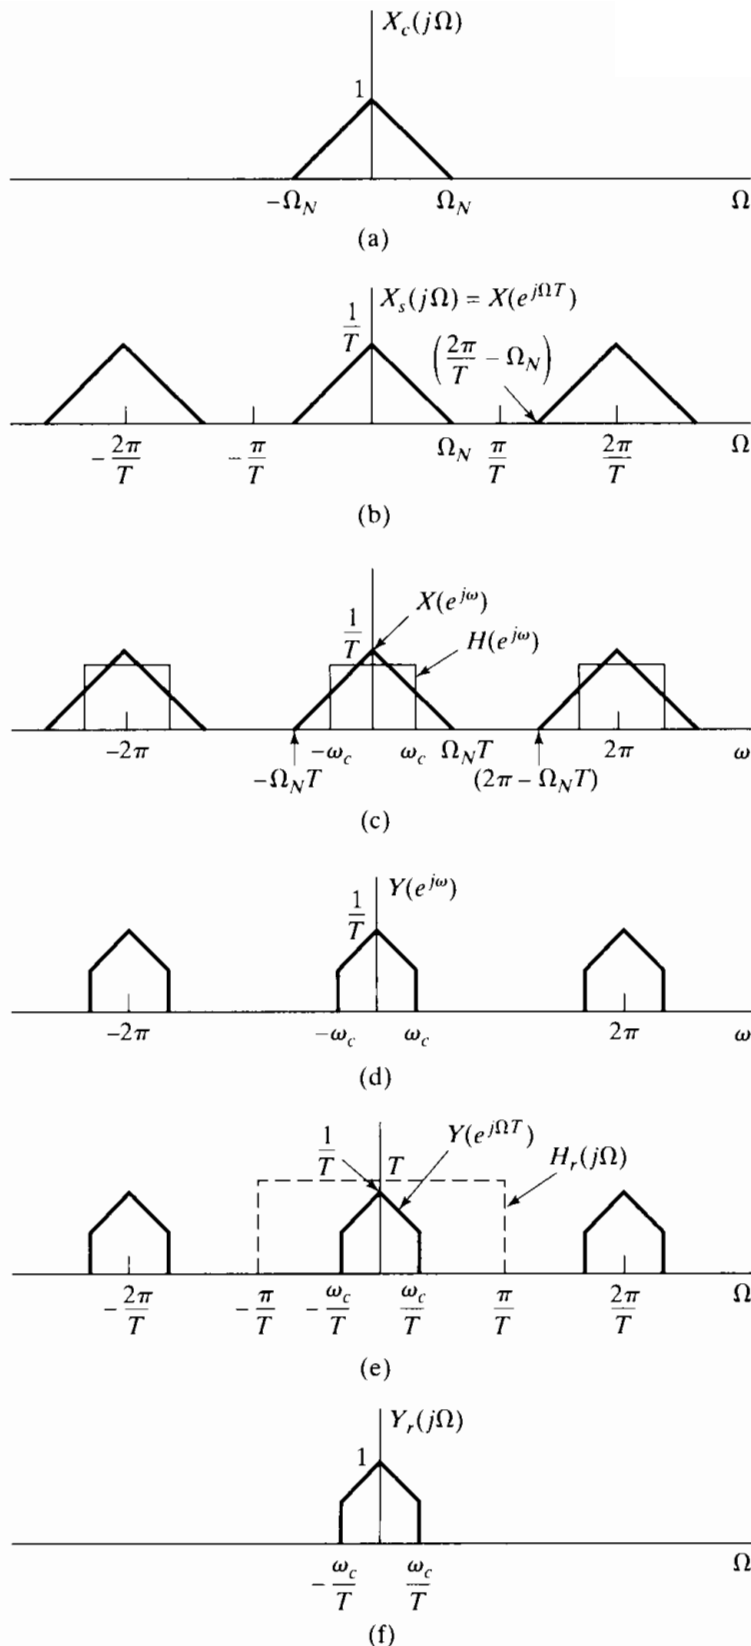 X_c(jΩ)
1
-Ω_N Ω_N Ω
(a)
X_s(jΩ) = X(e^{jΩT})
1/T
(2π/T - Ω_N)
-2π/T -π/T Ω_N π/T 2π/T Ω
(b)
X(e^{jω})
1/T
H(e^{jω})
-2π -ω_c ω_c Ω_N T 2π ω
-Ω_N T (2π - Ω_N T)
(c)
Y(e^{jω})
1/T
-2π -ω_c ω_c 2π ω
(d)
1/T T Y(e^{jΩT}) H_r(jΩ)
-2π/T -π/T -ω_c/T ω_c/T π/T 2π/T Ω
(e)
Y_r(jΩ)
1
-ω_c/T ω_c/T Ω
(f)